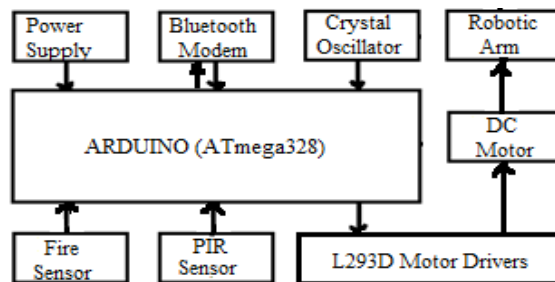 Power
Supply
Bluetooth
Modem
Crystal
Oscillator
Robotic
Arm
ARDUINO (ATmega328)
DC
Motor
Fire
Sensor
PIR
Sensor
L293D Motor Drivers